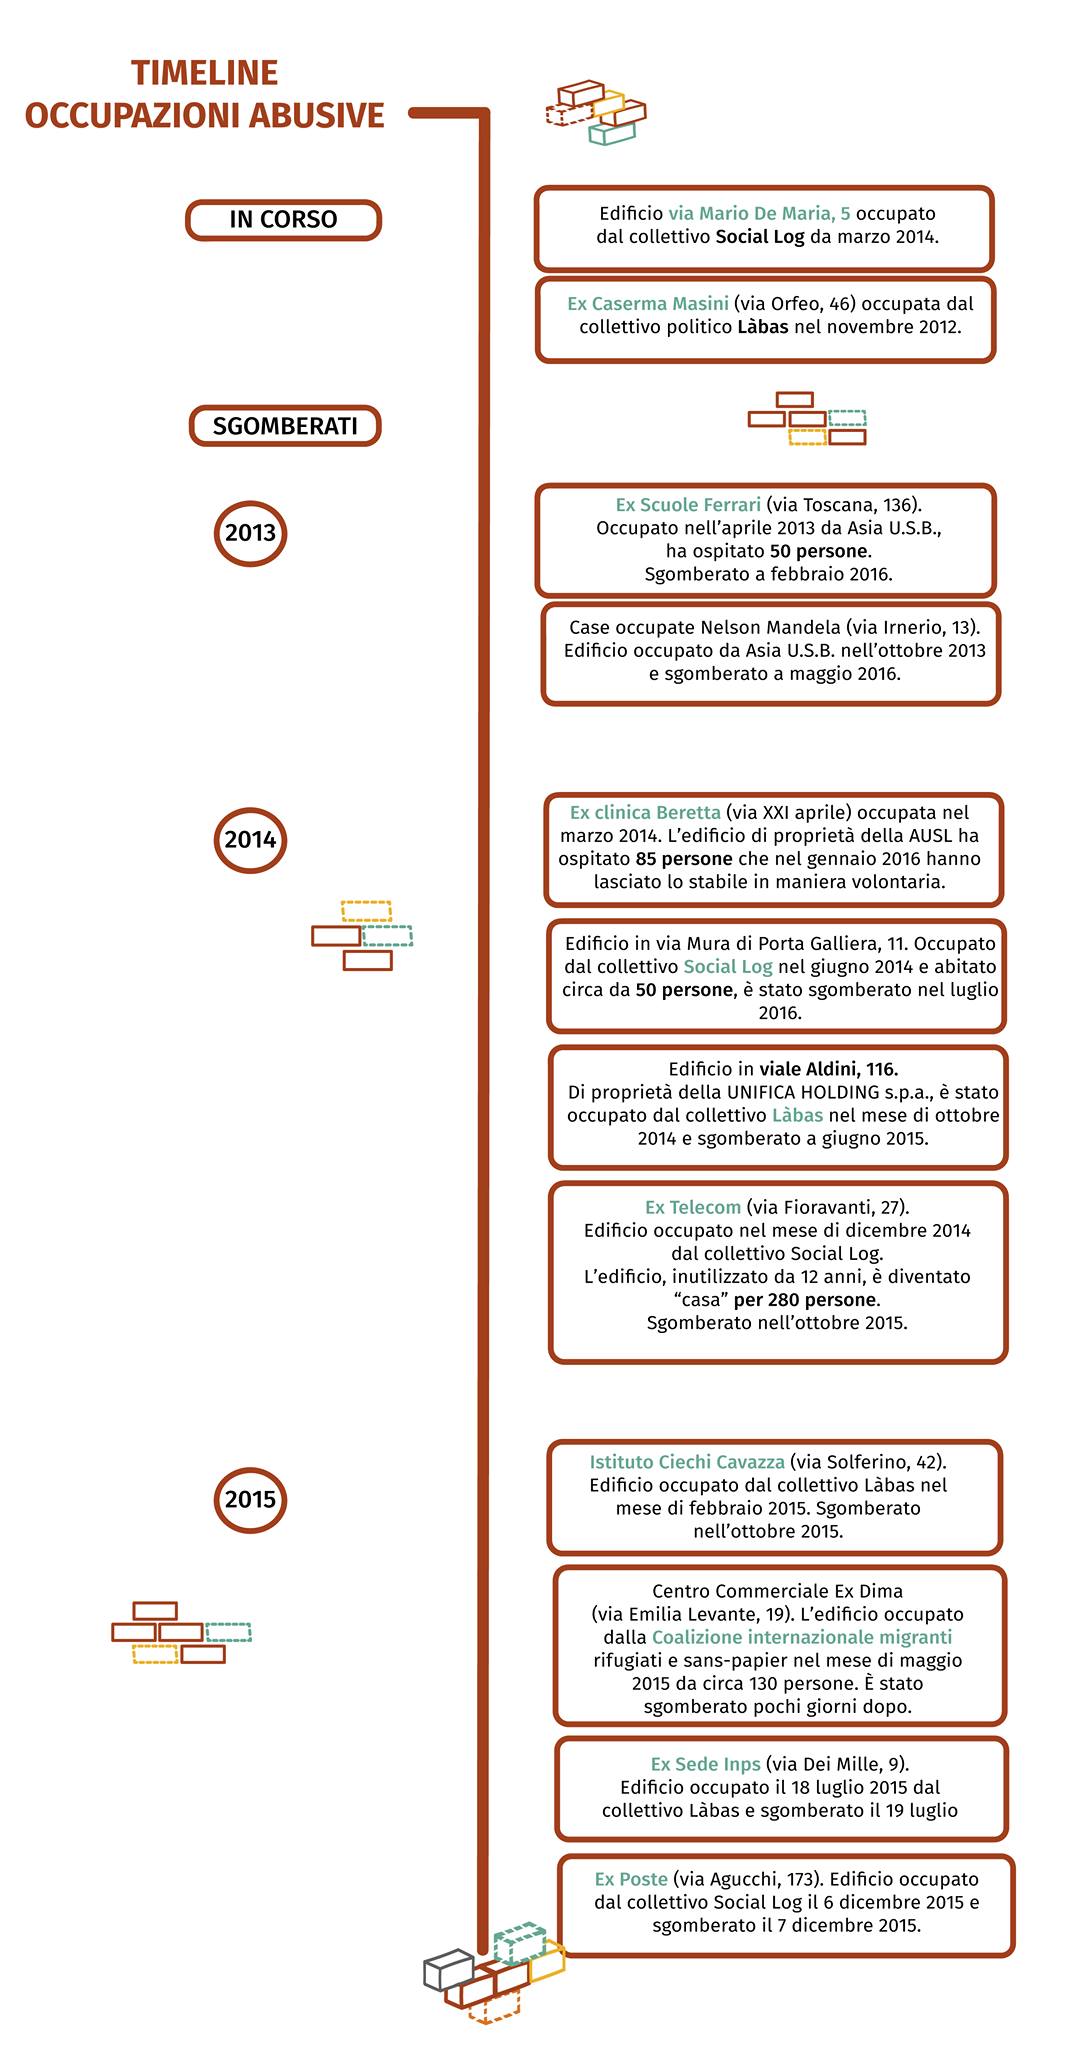 TIMELINE
OCCUPAZIONI ABUSIVE
IN CORSO
Edificio via Mario De Maria, 5 occupato
dal collettivo Social Log da marzo 2014.
Ex Caserma Masini (via Orfeo, 46) occupata dal
collettivo politico Làbas nel novembre 2012.
SGOMBERATI
2013
Ex Scuole Ferrari (via Toscana, 136).
Occupato nell’aprile 2013 da Asia U.S.B.,
ha ospitato 50 persone.
Sgomberato a febbraio 2016.
Case occupate Nelson Mandela (via Irnerio, 13).
Edificio occupato da Asia U.S.B. nell’ottobre 2013
e sgomberato a maggio 2016.
2014
Ex clinica Beretta (via XXI aprile) occupata nel
marzo 2014. L’edificio di proprietà della AUSL ha
ospitato 85 persone che nel gennaio 2016 hanno
lasciato lo stabile in maniera volontaria.
Edificio in via Mura di Porta Galliera, 11. Occupato
dal collettivo Social Log nel giugno 2014 e abitato
circa da 50 persone, è stato sgomberato nel luglio
2016.
Edificio in viale Aldini, 116.
Di proprietà della UNIFICA HOLDING s.p.a., è stato
occupato dal collettivo Làbas nel mese di ottobre
2014 e sgomberato a giugno 2015.
Ex Telecom (via Fioravanti, 27).
Edificio occupato nel mese di dicembre 2014
dal collettivo Social Log.
L’edificio, inutilizzato da 12 anni, è diventato
“casa” per 280 persone.
Sgomberato nell’ottobre 2015.
2015
Istituto Ciechi Cavazza (via Solferino, 42).
Edificio occupato dal collettivo Làbas nel
mese di febbraio 2015. Sgomberato
nell’ottobre 2015.
Centro Commerciale Ex Dima
(via Emilia Levante, 19). L’edificio occupato
dalla Coalizione internazionale migranti
rifugiati e sans-papier nel mese di maggio
2015 da circa 130 persone. È stato
sgomberato pochi giorni dopo.
Ex Sede Inps (via Dei Mille, 9).
Edificio occupato il 18 luglio 2015 dal
collettivo Làbas e sgomberato il 19 luglio
Ex Poste (via Agucchi, 173). Edificio occupato
dal collettivo Social Log il 6 dicembre 2015 e
sgomberato il 7 dicembre 2015.